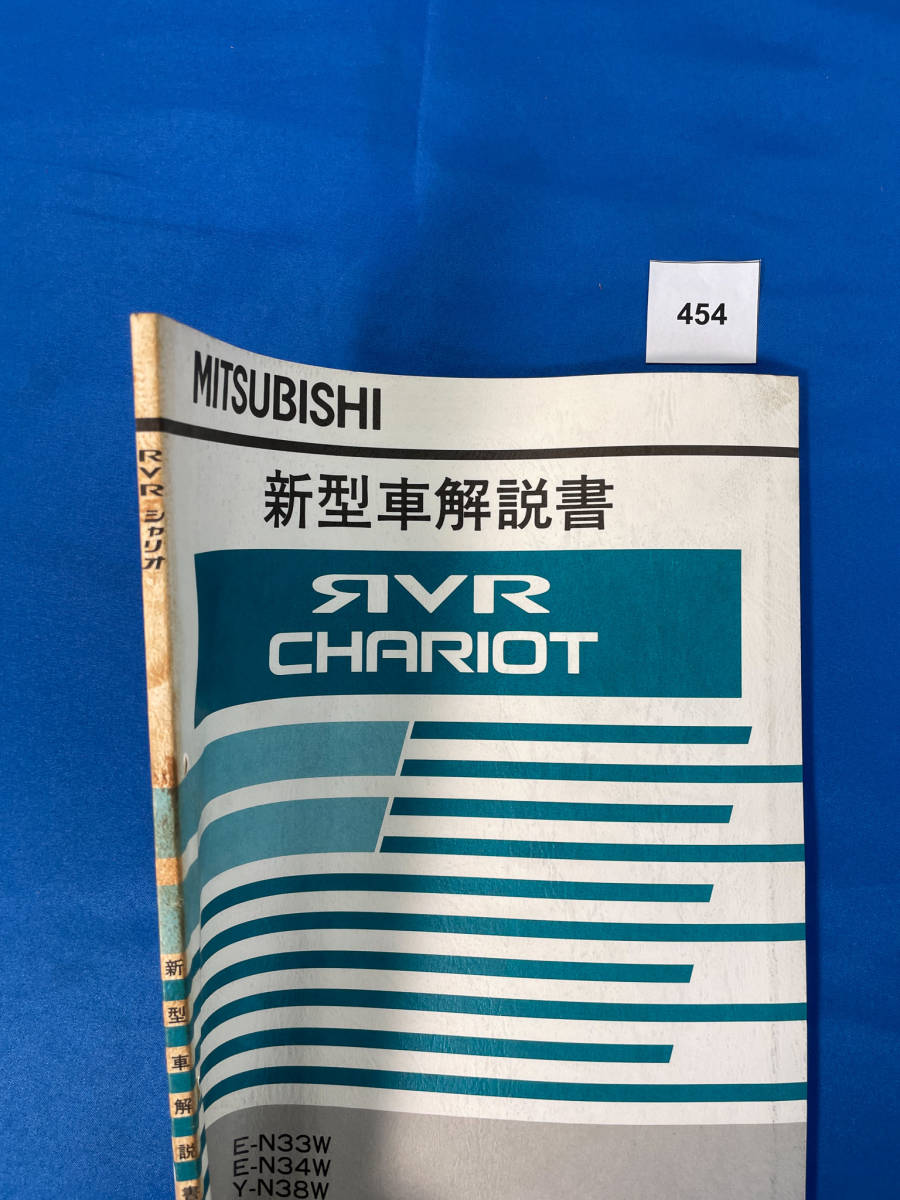 454
MITSUBISHI
新型車解説書
RVR
CHARIOT
E-N33W
E-N34W
Y-N38W
RVR シャリオ
新型車解説書